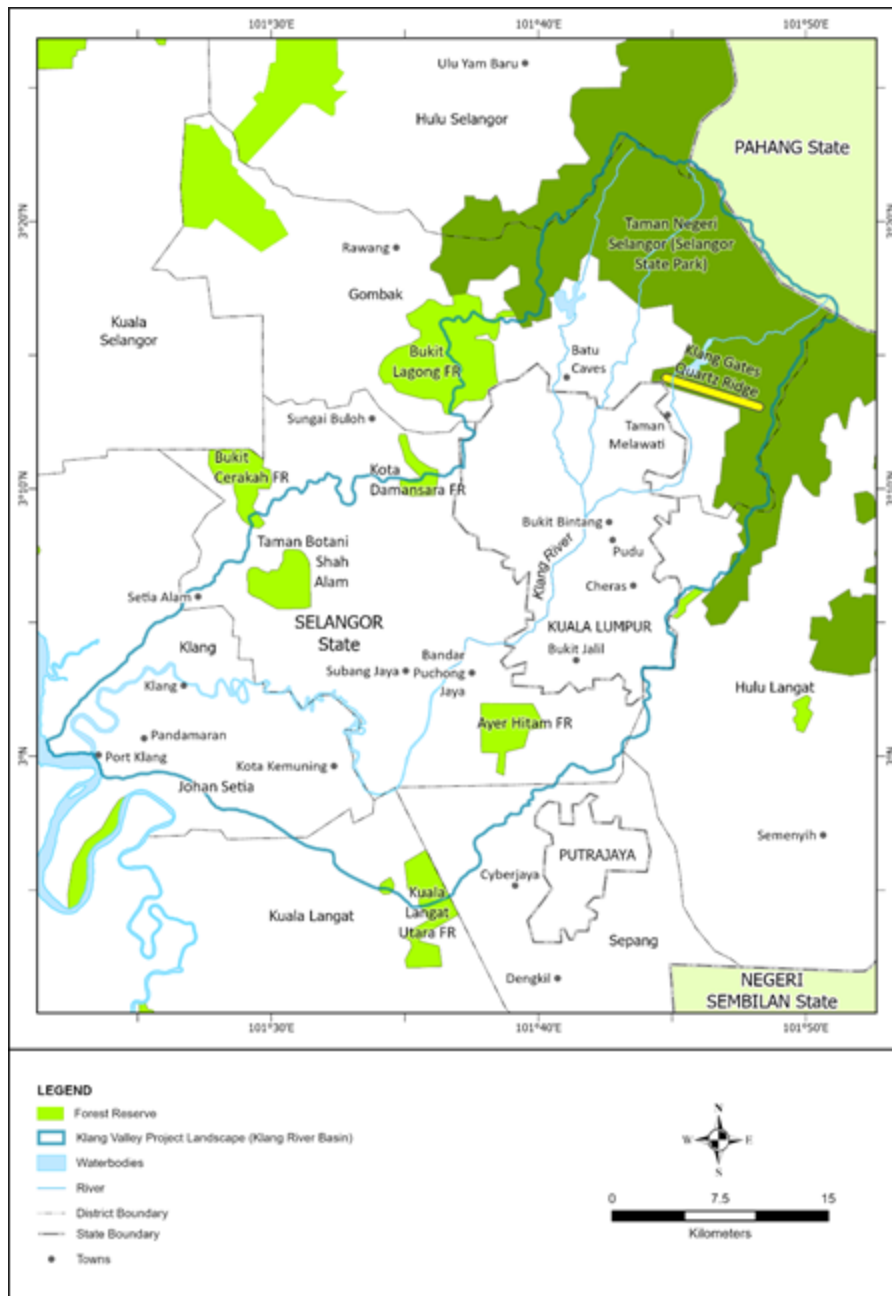 101°30'E 101°40'E 101°50'E
Ulu Yam Baru
Hulu Selangor
PAHANG State
3°20'N
Taman Negeri
Selangor (Selangor
State Park)
Rawang
Gombak
Kuala
Selangor
Bukit
Lagong FR
Batu
Caves
Klang Gates
Quartz Ridge
Sungai Buloh
Taman
Melawati
Bukit
Cerakah FR
Kota
Damansara FR
3°10'N
3°10'N
Bukit Bintang
Pudu
Klang River
Taman Botani
Shah
Alam
Cheras
Setia Alam
SELANGOR
State
KUALA LUMPUR
Klang
Bukit Jalil
Subang Jaya
Bandar
Puchong
Jaya
Klang
Hulu Langat
Ayer Hitam FR
Pandamaran
Port Klang
Kota Kemuning
3°N
3°N
Johan Setia
Semenyih
PUTRAJAYA
Cyberjaya
Kuala Langat
Kuala
Langat
Utara FR
Sepang
Dengkil
NEGERI
SEMBILAN State
101°30'E 101°40'E 101°50'E
LEGEND
Forest Reserve
Klang Valley Project Landscape (Klang River Basin)
Waterbodies
River
District Boundary
State Boundary
Towns
N
W E
S
0 7.5 15
Kilometers